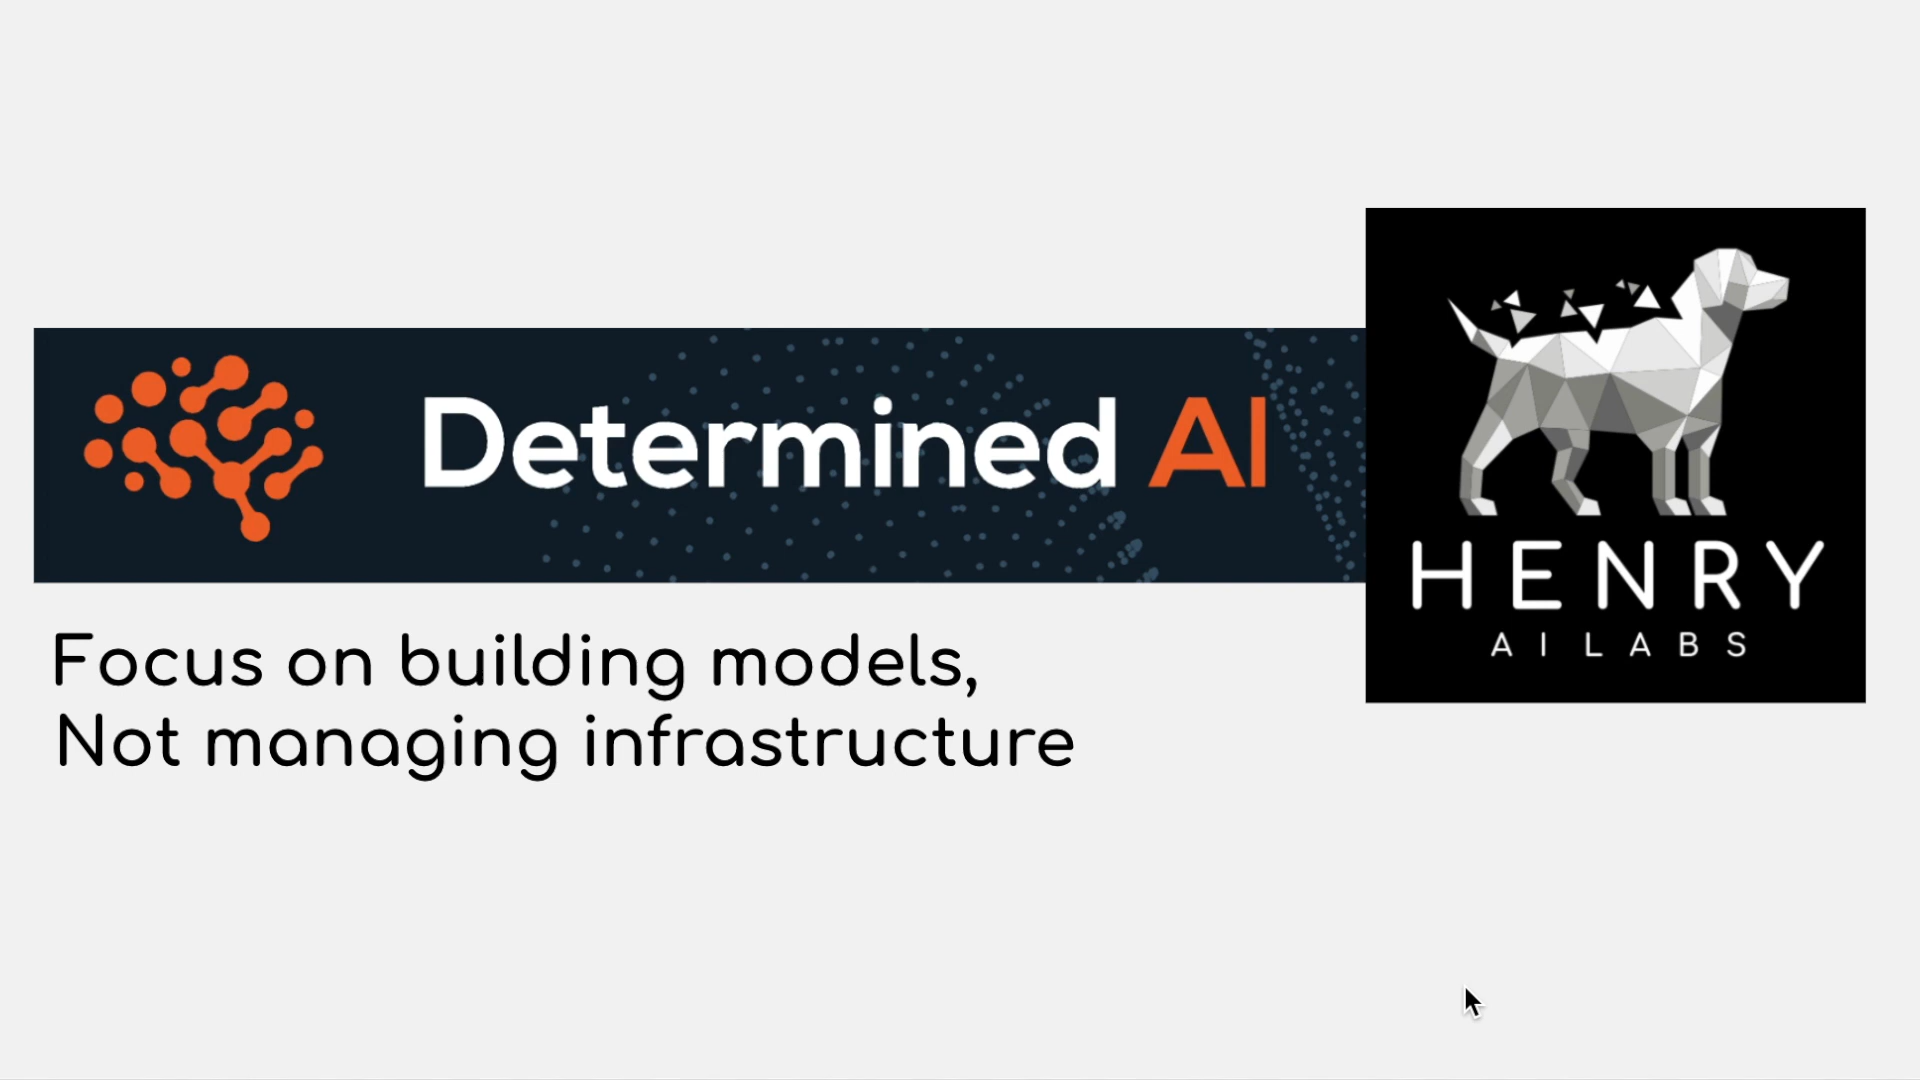 Determined AI
HENRY
AI LABS
Focus on building models,
Not managing infrastructure